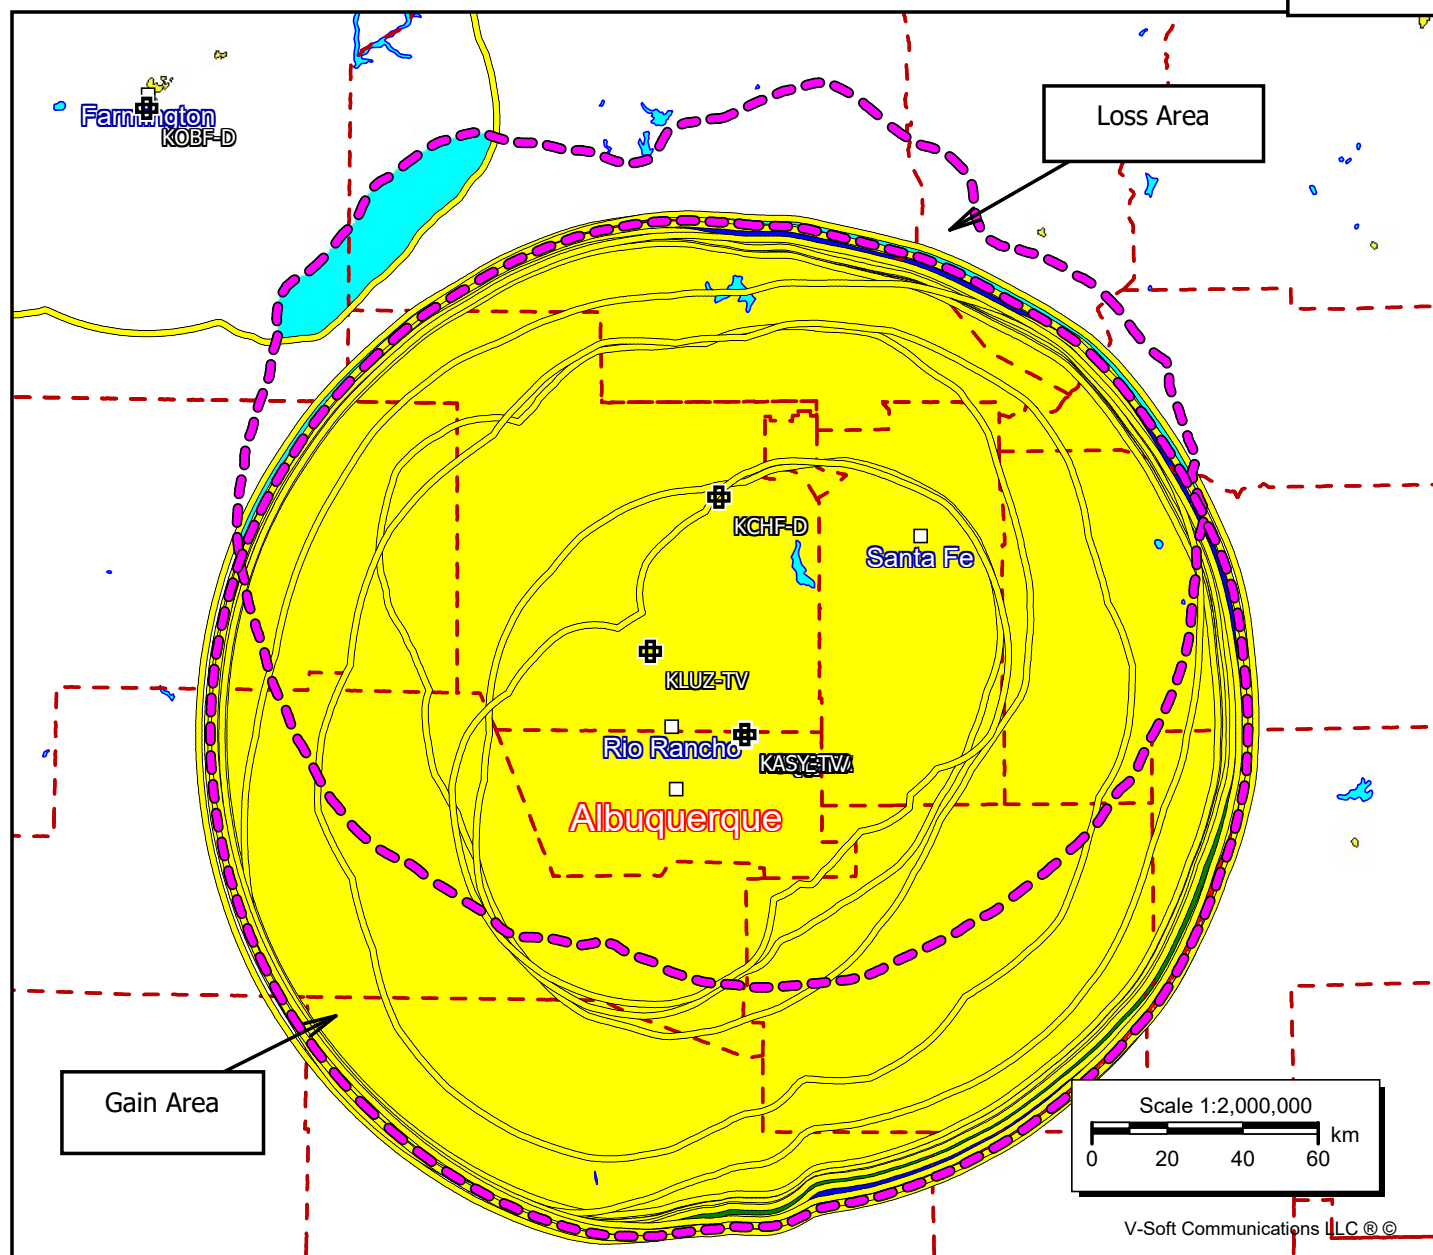 Loss Area
Farmington
KOBF-D
KCHF-D
Santa Fe
KLUZ-TV
Rio Rancho
KASY-TV
Albuquerque
Gain Area
Scale 1:2,000,000
km
0 20 40 60
V-Soft Communications LLC ® ©